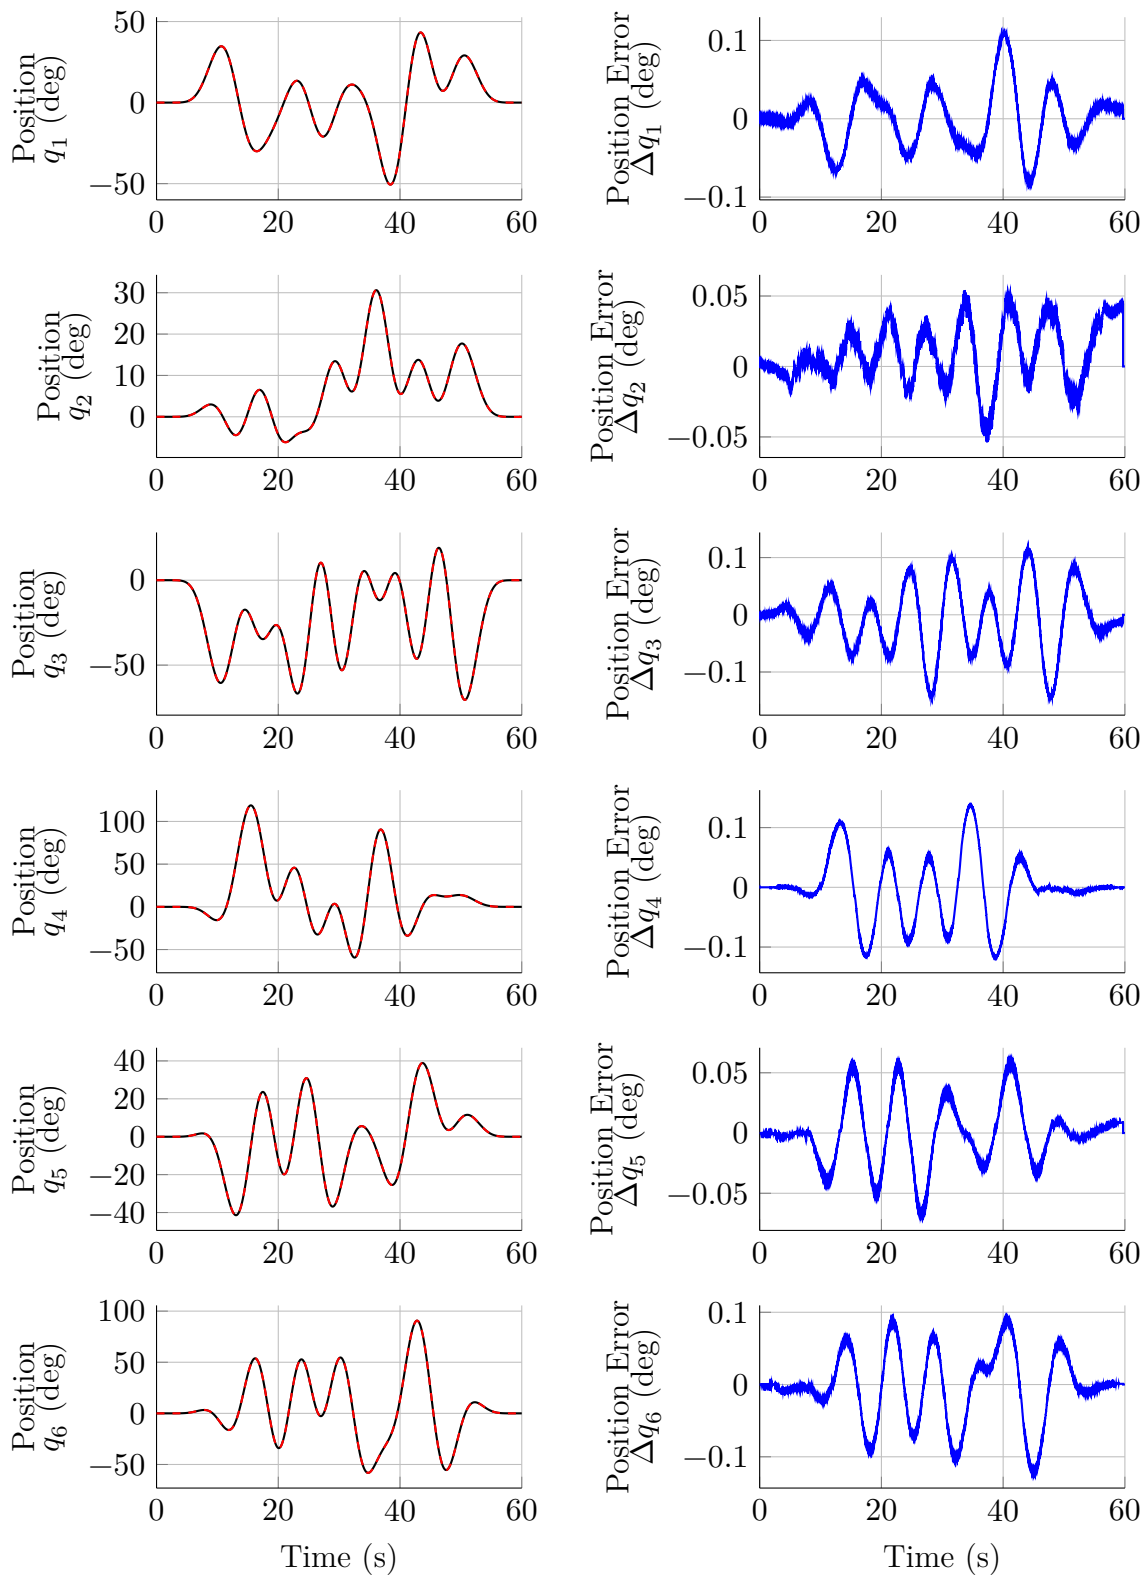 Position
q1 (deg)
50
0
−50
0 20 40 60
Position Error
Δq1 (deg)
0.1
0
−0.1
0 20 40 60
Position
q2 (deg)
30
20
10
0
0 20 40 60
Position Error
Δq2 (deg)
0.05
0
−0.05
0 20 40 60
Position
q3 (deg)
0
−50
0 20 40 60
Position Error
Δq3 (deg)
0.1
0
−0.1
0 20 40 60
Position
q4 (deg)
100
50
0
−50
0 20 40 60
Position Error
Δq4 (deg)
0.1
0
−0.1
0 20 40 60
Position
q5 (deg)
40
20
0
−20
−40
0 20 40 60
Position Error
Δq5 (deg)
0.05
0
−0.05
0 20 40 60
Position
q6 (deg)
100
50
0
−50
0 20 40 60
Time (s)
Position Error
Δq6 (deg)
0.1
0
−0.1
0 20 40 60
Time (s)